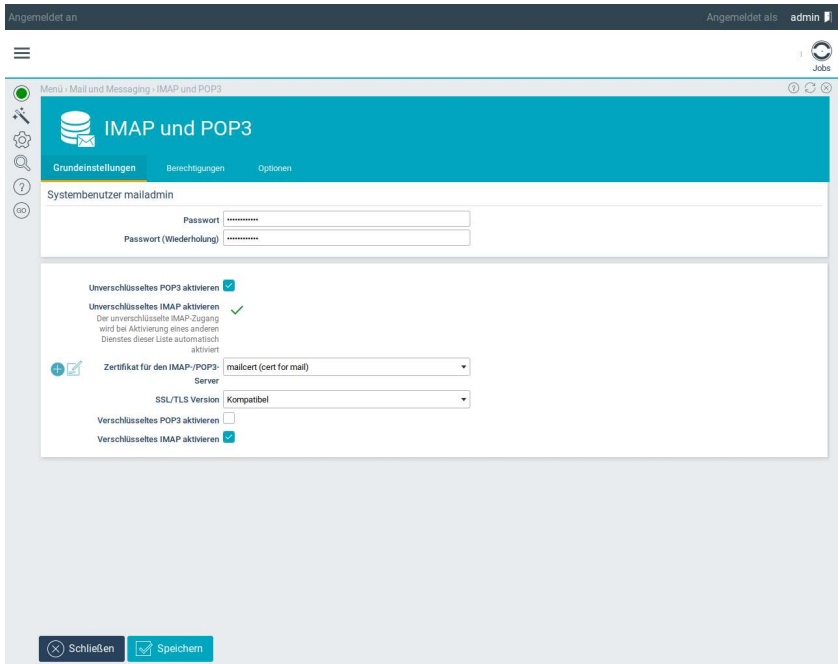 Angemeldet an
Angemeldet als admin
Jobs
Menü › Mail und Messaging › IMAP und POP3
IMAP und POP3
Grundeinstellungen Berechtigungen Optionen
Systembenutzer mailadmin
Passwort ••••••••••••
Passwort (Wiederholung) ••••••••••••
Unverschlüsseltes POP3 aktivieren
Unverschlüsseltes IMAP aktivieren
Der unverschlüsselte IMAP-Zugang
wird bei Aktivierung eines anderen
Dienstes dieser Liste automatisch
aktiviert
Zertifikat für den IMAP-/POP3-
Server
mailcert (cert for mail)
SSL/TLS Version Kompatibel
Verschlüsseltes POP3 aktivieren
Verschlüsseltes IMAP aktivieren
GO
Schließen Speichern